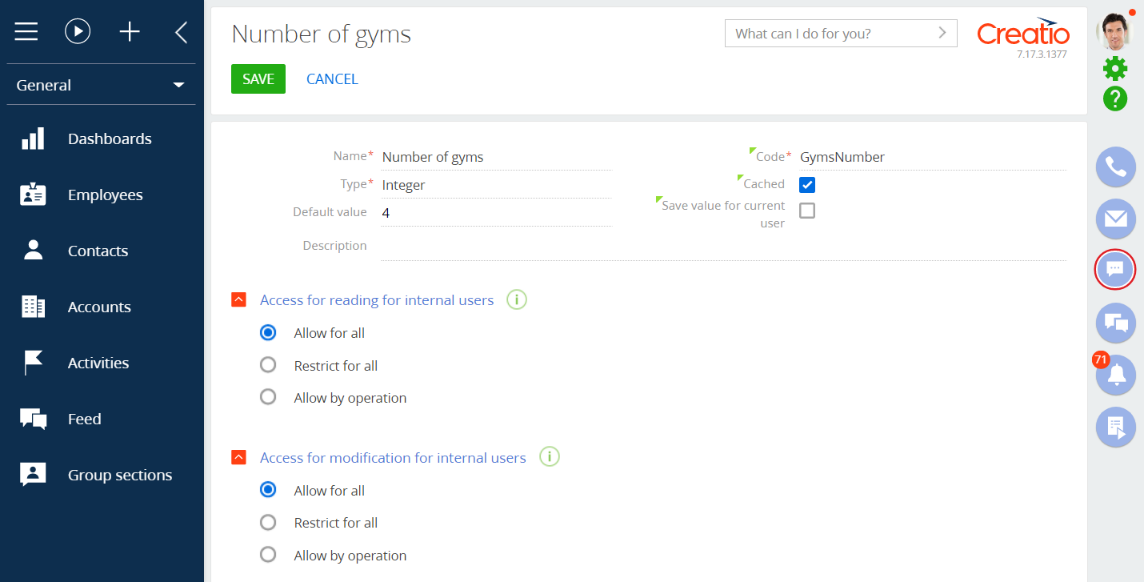 General
Dashboards
Employees
Contacts
Accounts
Activities
Feed
Group sections
Number of gyms
What can I do for you?
Creatio
7.17.3.1377
SAVE
CANCEL
Name* Number of gyms
Code* GymsNumber
Type* Integer
Cached
Default value 4
Save value for current
user
Description
Access for reading for internal users
Allow for all
Restrict for all
Allow by operation
Access for modification for internal users
Allow for all
Restrict for all
Allow by operation
?
71